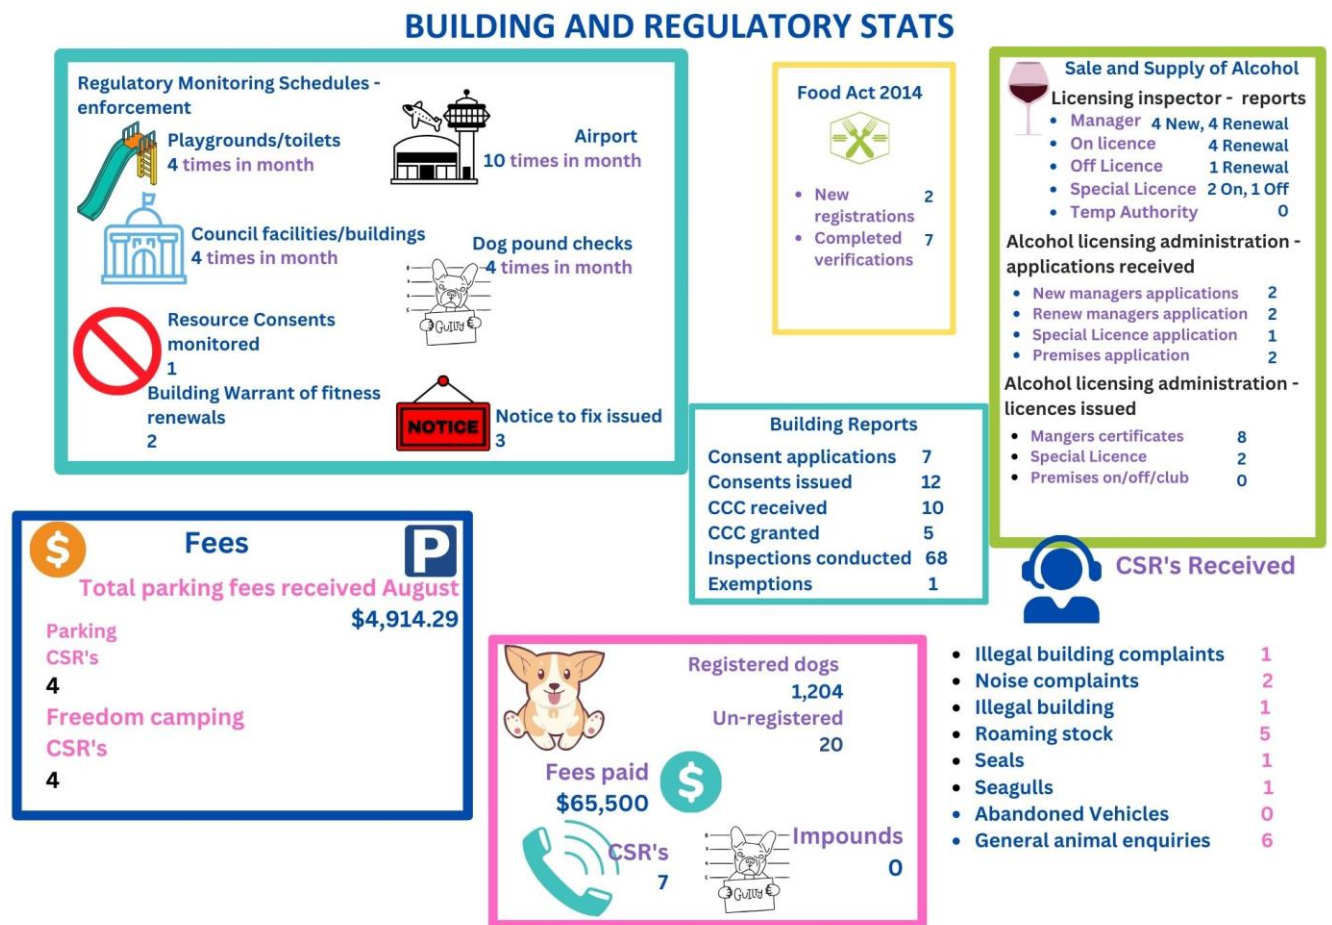 BUILDING AND REGULATORY STATS
Regulatory Monitoring Schedules -
enforcement
Playgrounds/toilets
4 times in month
Airport
10 times in month
Council facilities/buildings
4 times in month
Dog pound checks
4 times in month
GUILTY
Resource Consents
monitored
1
Building Warrant of fitness
renewals
2
NOTICE
Notice to fix issued
3
Food Act 2014
• New 2
registrations
• Completed 7
verifications
Sale and Supply of Alcohol
Licensing inspector - reports
• Manager 4 New, 4 Renewal
• On licence 4 Renewal
• Off Licence 1 Renewal
• Special Licence 2 On, 1 Off
• Temp Authority 0
Alcohol licensing administration -
applications received
• New managers applications 2
• Renew managers application 2
• Special Licence application 1
• Premises application 2
Alcohol licensing administration -
licences issued
• Mangers certificates 8
• Special Licence 2
• Premises on/off/club 0
Building Reports
Consent applications 7
Consents issued 12
CCC received 10
CCC granted 5
Inspections conducted 68
Exemptions 1
$
Fees
P
Total parking fees received August
$4,914.29
Parking
CSR's
4
Freedom camping
CSR's
4
Registered dogs
1,204
Un-registered
20
Fees paid
$65,500
$
CSR's
7
Impounds
0
GUILTY
CSR's Received
• Illegal building complaints 1
• Noise complaints 2
• Illegal building 1
• Roaming stock 5
• Seals 1
• Seagulls 1
• Abandoned Vehicles 0
• General animal enquiries 6